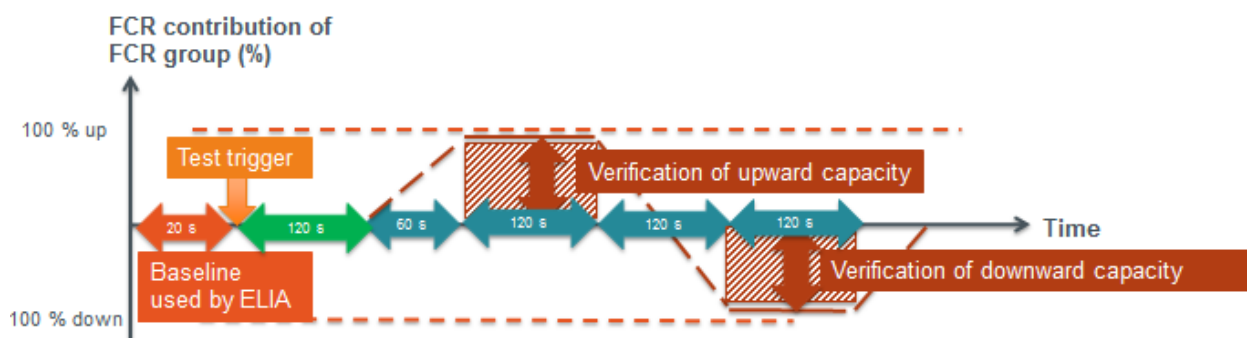 FCR contribution of
FCR group (%)
100 % up
Test trigger
Verification of upward capacity
20 s
120 s
60 s
120 s
120 s
120 s
Time
Baseline
used by ELIA
Verification of downward capacity
100 % down